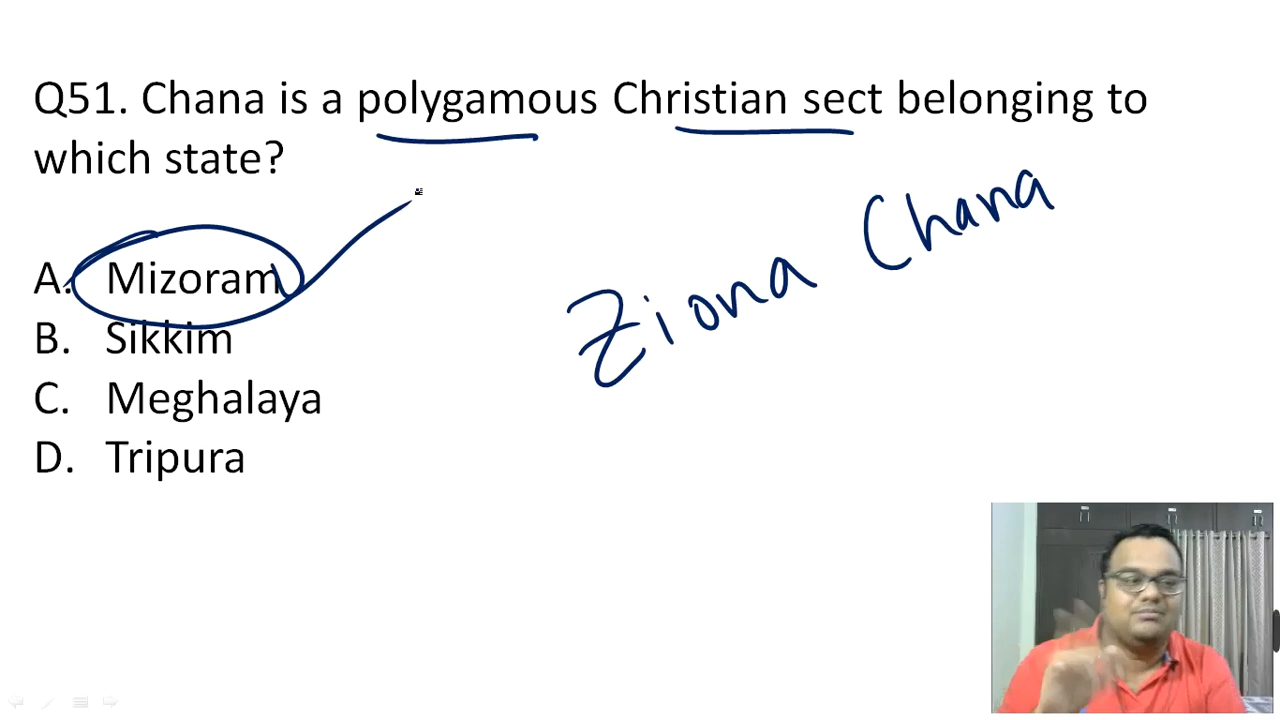 Q51. Chana is a polygamous Christian sect belonging to
which state?
A. Mizoram
B. Sikkim
C. Meghalaya
D. Tripura
Ziona Chana